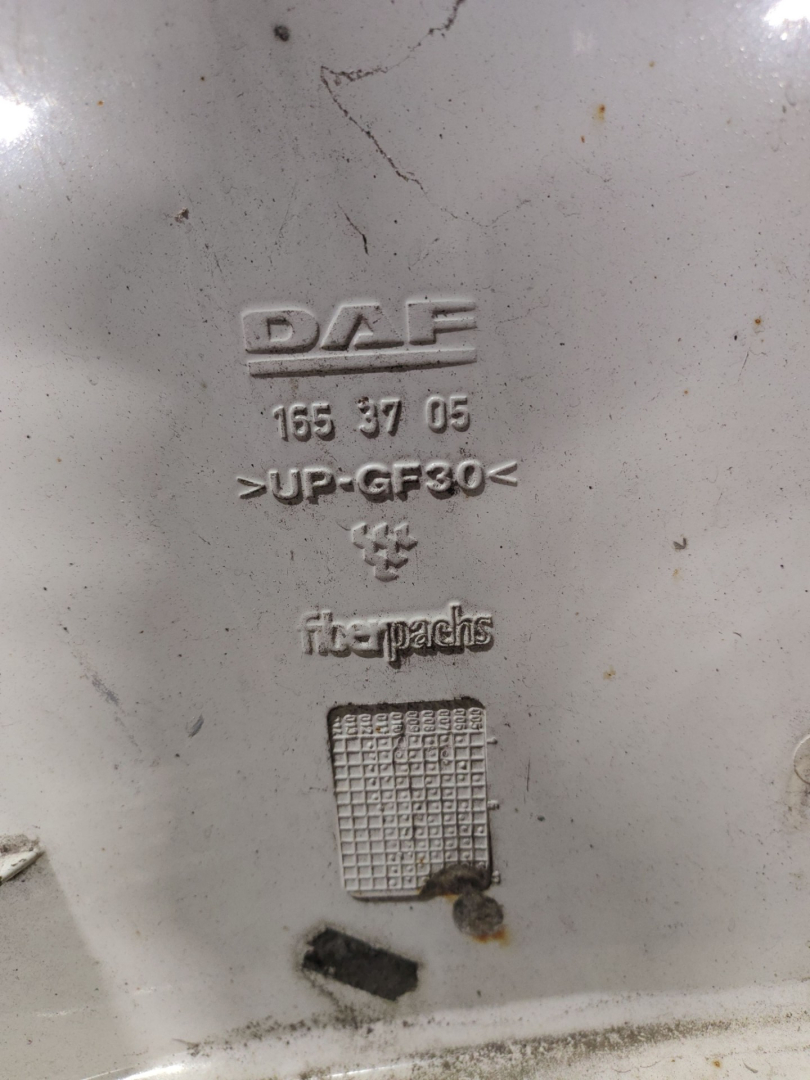 DAF
165 37 05
>UP-GF30<
fiberpachs